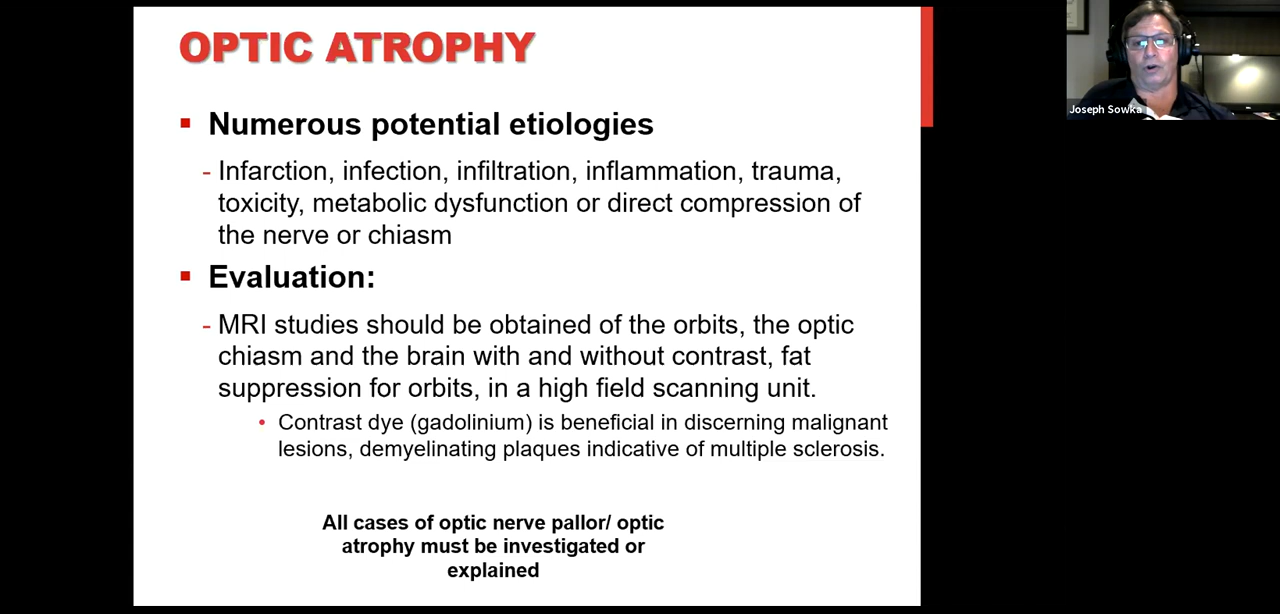 OPTIC ATROPHY
▪ Numerous potential etiologies
- Infarction, infection, infiltration, inflammation, trauma,
toxicity, metabolic dysfunction or direct compression of
the nerve or chiasm
▪ Evaluation:
- MRI studies should be obtained of the orbits, the optic
chiasm and the brain with and without contrast, fat
suppression for orbits, in a high field scanning unit.
• Contrast dye (gadolinium) is beneficial in discerning malignant
lesions, demyelinating plaques indicative of multiple sclerosis.
All cases of optic nerve pallor/ optic
atrophy must be investigated or
explained
Joseph Sowka